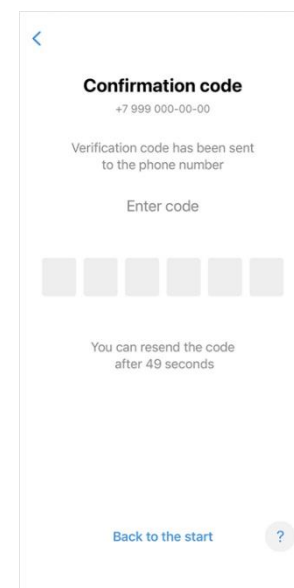 Confirmation code
+7 999 000-00-00
Verification code has been sent
to the phone number
Enter code
You can resend the code
after 49 seconds
Back to the start
?